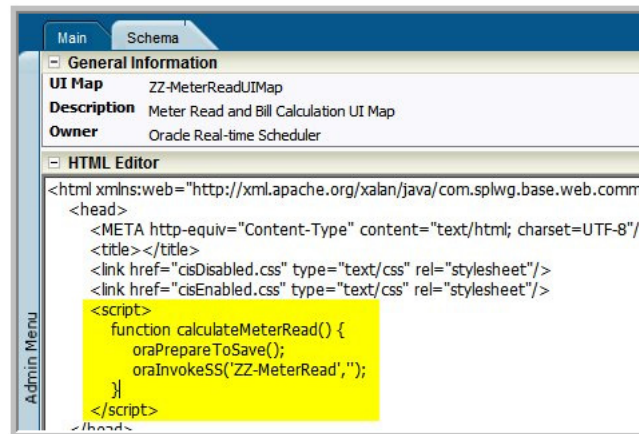 Main Schema
General Information
UI Map ZZ-MeterReadUIMap
Description Meter Read and Bill Calculation UI Map
Owner Oracle Real-time Scheduler
HTML Editor
<html xmlns:web="http://xml.apache.org/xalan/java/com.splwg.base.web.comm
<head>
<META http-equiv="Content-Type" content="text/html; charset=UTF-8"/
<title></title>
<link href="cisDisabled.css" type="text/css" rel="stylesheet"/>
<link href="cisEnabled.css" type="text/css" rel="stylesheet"/>
<script>
function calculateMeterRead() {
oraPrepareToSave();
oraInvokeSS('ZZ-MeterRead','');
}
</script>
</head>
Admin Menu